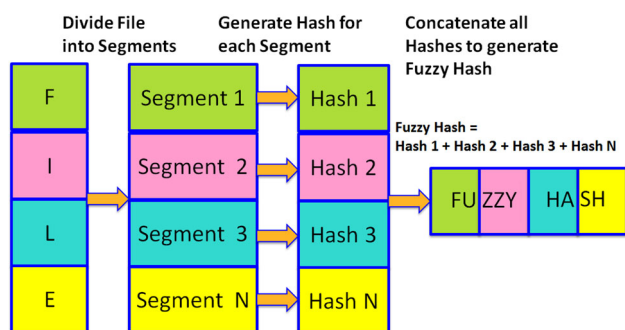 Divide File
into Segments
Generate Hash for
each Segment
Concatenate all
Hashes to generate
Fuzzy Hash
F
Segment 1
Hash 1
I
Segment 2
Hash 2
L
Segment 3
Hash 3
E
Segment N
Hash N
Fuzzy Hash =
Hash 1 + Hash 2 + Hash 3 + Hash N
FU ZZY HA SH